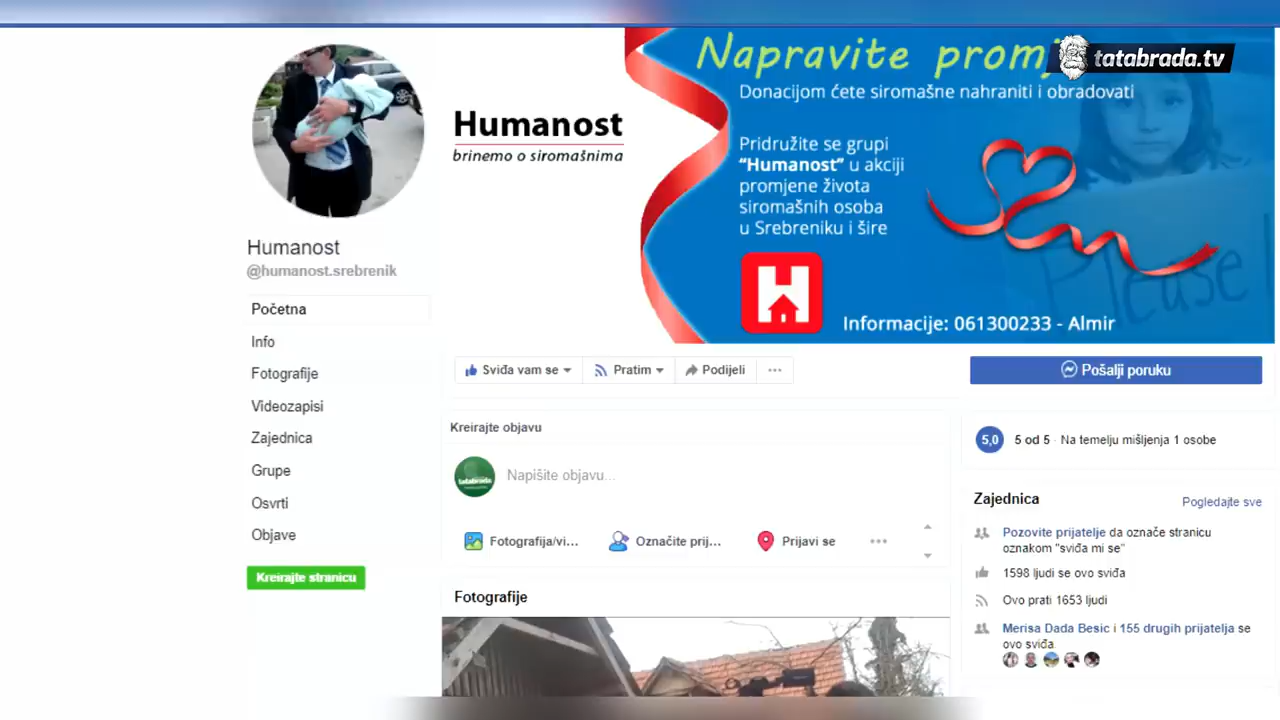 Napravite promj
tatabrada.tv
Donacijom ćete siromašne nahraniti i obradovati
Humanost
brinemo o siromašnima
Pridružite se grupi
“Humanost” u akciji
promjene života
siromašnih osoba
u Srebreniku i šire
Please!
H
Informacije: 061300233 - Almir
Humanost
@humanost.srebrenik
Početna
Info
Fotografije
Videozapisi
Zajednica
Grupe
Osvrti
Objave
Kreirajte stranicu
Sviđa vam se
Pratim
Podijeli
Pošalji poruku
Kreirajte objavu
tatabrada
Napišite objavu...
Fotografija/vi...
Označite prij...
Prijavi se
Fotografije
5,0 5 od 5 · Na temelju mišljenja 1 osobe
Zajednica
Pogledajte sve
Pozovite prijatelje da označe stranicu
oznakom "sviđa mi se"
1598 ljudi se ovo sviđa
Ovo prati 1653 ljudi
Merisa Dada Besic i 155 drugih prijatelja se
ovo sviđa